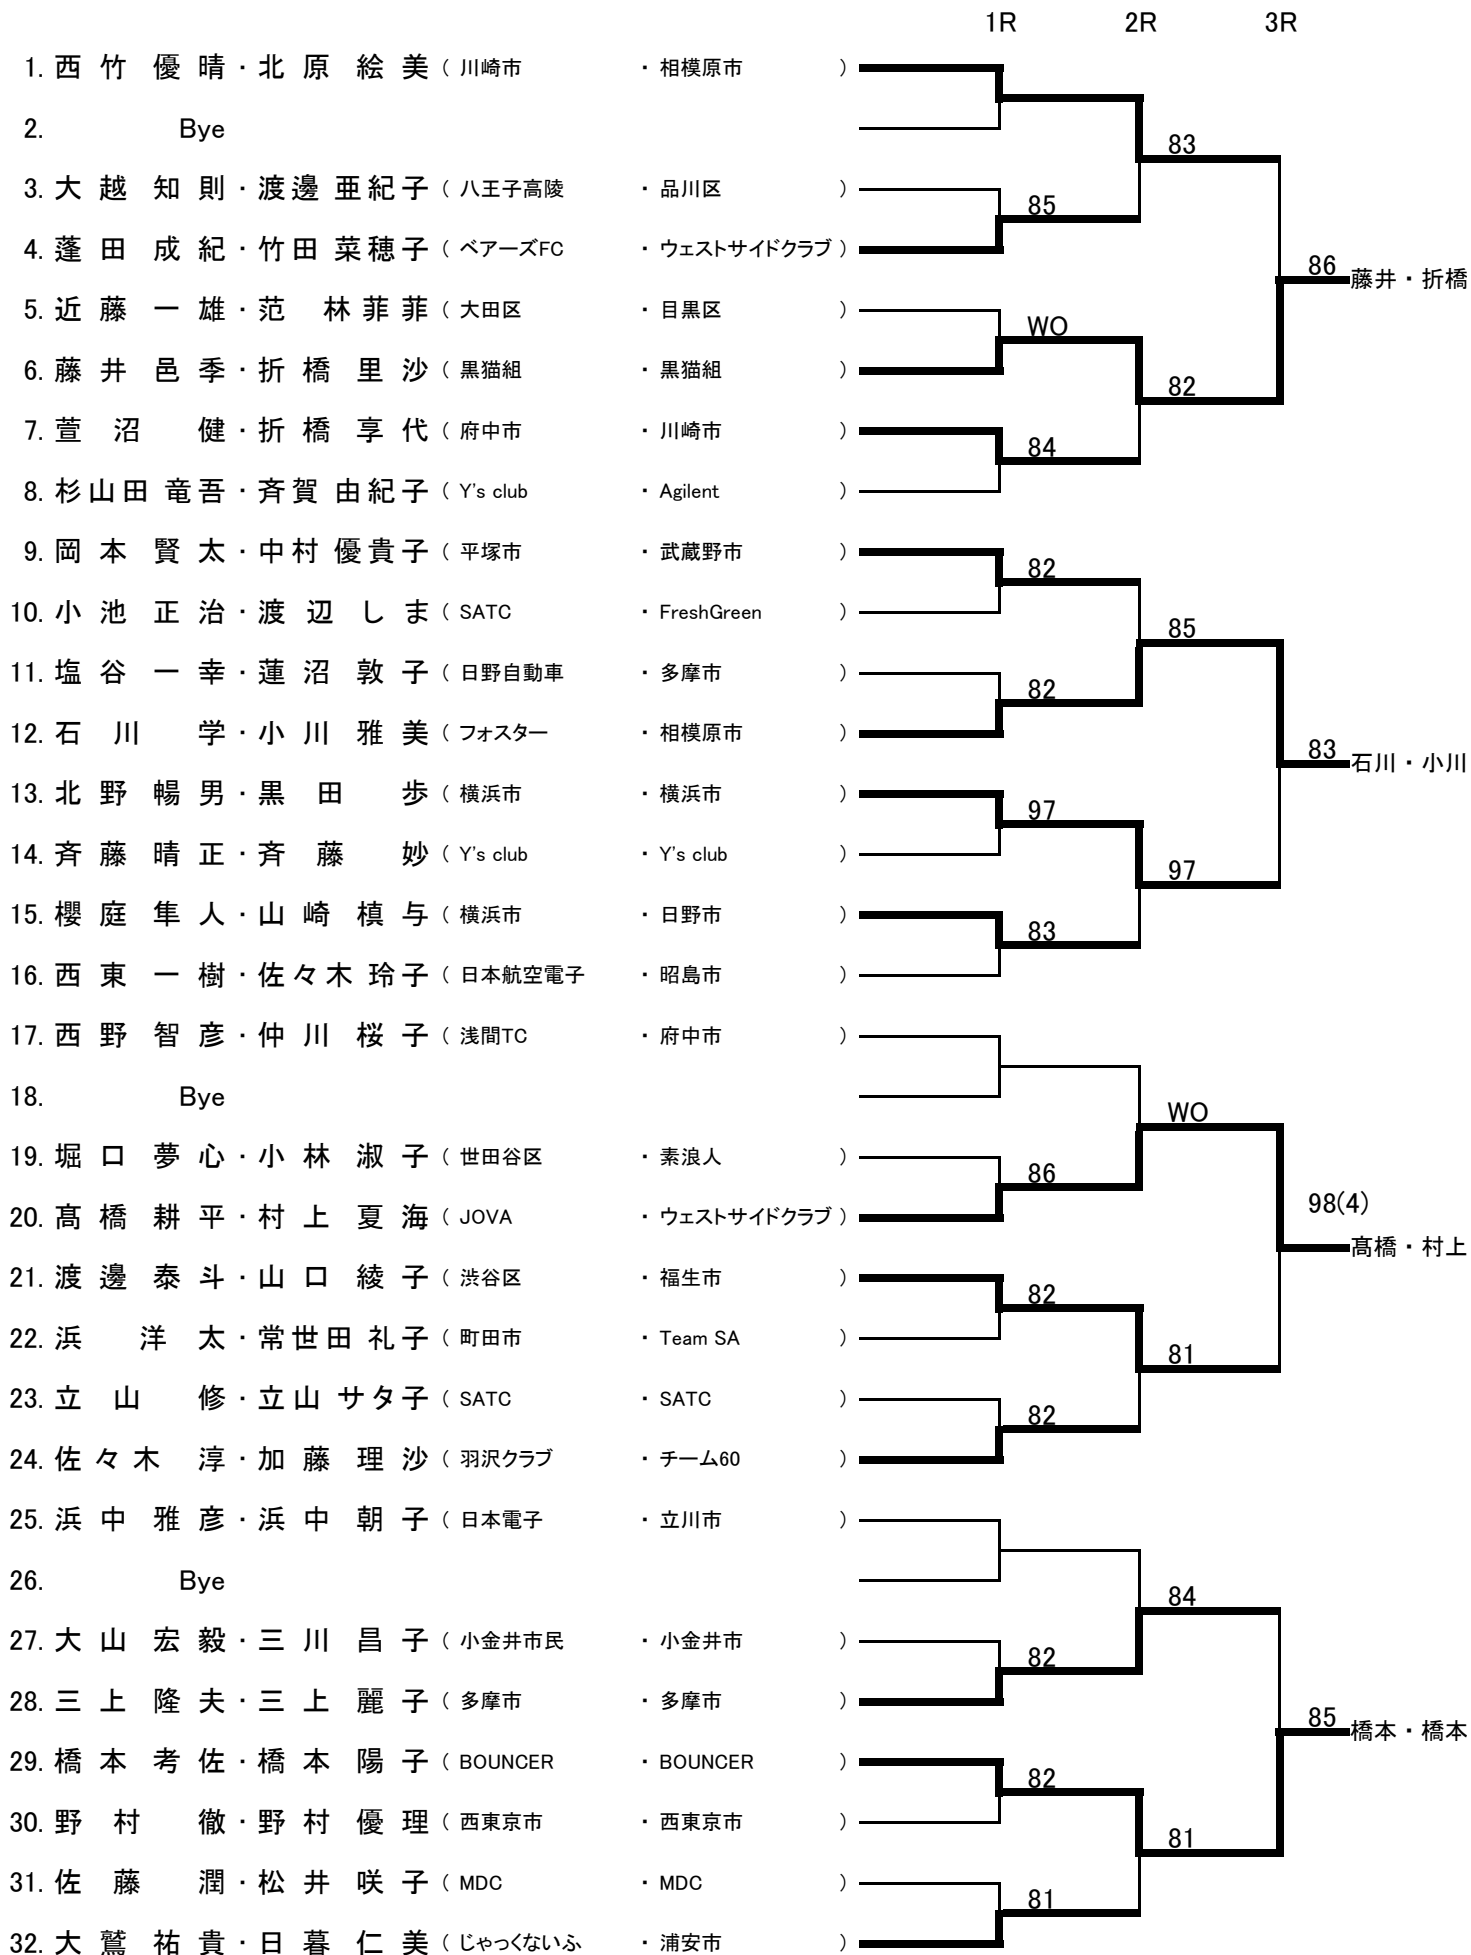 1R 2R 3R
1. 西竹優晴・北原絵美 ( 川崎市 ・ 相模原市 )
2. Bye
83
3. 大越知則・渡邊亜紀子 ( 八王子高陵 ・ 品川区 )
85
4. 蓬田成紀・竹田菜穂子 ( ベアーズFC ・ ウェストサイドクラブ )
86 藤井・折橋
5. 近藤一雄・范林菲菲 ( 大田区 ・ 目黒区 )
WO
6. 藤井邑季・折橋里沙 ( 黒猫組 ・ 黒猫組 )
82
7. 萱沼健・折橋享代 ( 府中市 ・ 川崎市 )
84
8. 杉山田竜吾・斉賀由紀子 ( Y's club ・ Agilent )
9. 岡本賢太・中村優貴子 ( 平塚市 ・ 武蔵野市 )
82
10. 小池正治・渡辺しま ( SATC ・ FreshGreen )
85
11. 塩谷一幸・蓮沼敦子 ( 日野自動車 ・ 多摩市 )
82
12. 石川学・小川雅美 ( フォスター ・ 相模原市 )
83 石川・小川
13. 北野暢男・黒田歩 ( 横浜市 ・ 横浜市 )
97
14. 斉藤晴正・斉藤妙 ( Y's club ・ Y's club )
97
15. 櫻庭隼人・山崎槙与 ( 横浜市 ・ 日野市 )
83
16. 西東一樹・佐々木玲子 ( 日本航空電子 ・ 昭島市 )
17. 西野智彦・仲川桜子 ( 浅間TC ・ 府中市 )
18. Bye
WO
19. 堀口夢心・小林淑子 ( 世田谷区 ・ 素浪人 )
86
20. 髙橋耕平・村上夏海 ( JOVA ・ ウェストサイドクラブ )
98(4)
髙橋・村上
21. 渡邊泰斗・山口綾子 ( 渋谷区 ・ 福生市 )
82
22. 浜洋太・常世田礼子 ( 町田市 ・ Team SA )
81
23. 立山修・立山サタ子 ( SATC ・ SATC )
82
24. 佐々木淳・加藤理沙 ( 羽沢クラブ ・ チーム60 )
25. 浜中雅彦・浜中朝子 ( 日本電子 ・ 立川市 )
26. Bye
84
27. 大山宏毅・三川昌子 ( 小金井市民 ・ 小金井市 )
82
28. 三上隆夫・三上麗子 ( 多摩市 ・ 多摩市 )
85 橋本・橋本
29. 橋本考佐・橋本陽子 ( BOUNCER ・ BOUNCER )
82
30. 野村徹・野村優理 ( 西東京市 ・ 西東京市 )
81
31. 佐藤潤・松井咲子 ( MDC ・ MDC )
81
32. 大鷲祐貴・日暮仁美 ( じゃっくないふ ・ 浦安市 )